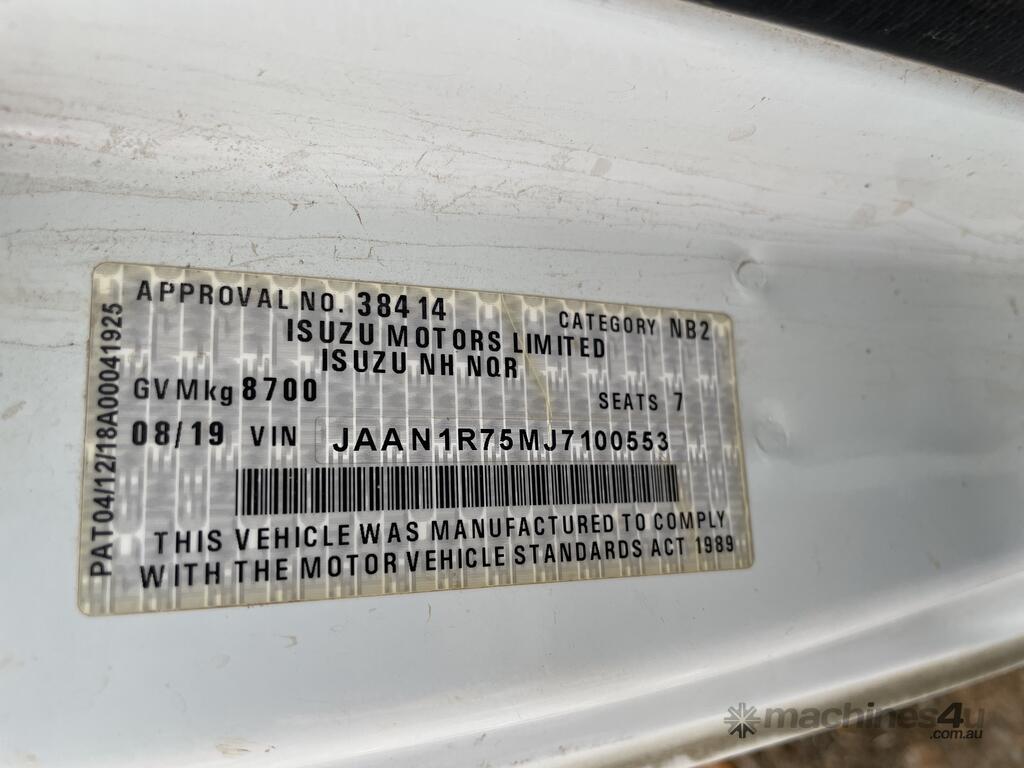 APPROVAL NO. 38414
CATEGORY NB2
ISUZU MOTORS LIMITED
ISUZU NH NQR
GVMkg 8700
SEATS 7
08/19 VIN JAAN1R75MJ7100553
THIS VEHICLE WAS MANUFACTURED TO COMPLY
WITH THE MOTOR VEHICLE STANDARDS ACT 1989
PAT04/12/18A00041925
machines4u
.com.au